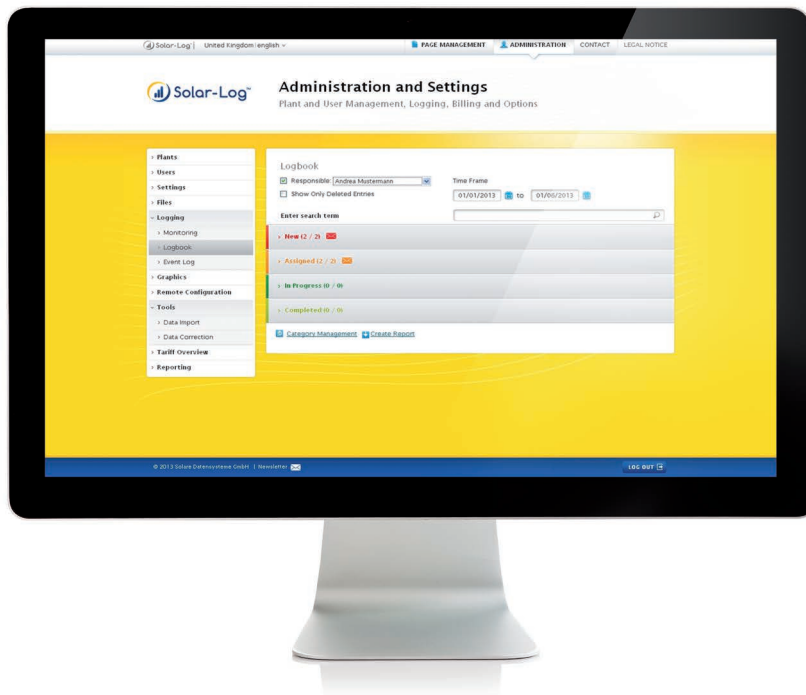 Solar-Log | United Kingdom | english
PAGE MANAGEMENT ADMINISTRATION CONTACT LEGAL NOTICE
Solar-Log™
Administration and Settings
Plant and User Management, Logging, Billing and Options
Plants
Users
Settings
Files
Logging
Monitoring
Logbook
Event Log
Graphics
Remote Configuration
Tools
Data Import
Data Correction
Tariff Overview
Reporting
Logbook
Responsible: Andrea Mustermann
Show Only Deleted Entries
Time Frame
01/01/2013 to 01/06/2013
Enter search term
New (2 / 2)
Assigned (2 / 2)
In Progress (0 / 0)
Completed (0 / 0)
Category Management Create Report
© 2013 Solare Datensysteme GmbH | Newsletter
LOG OUT